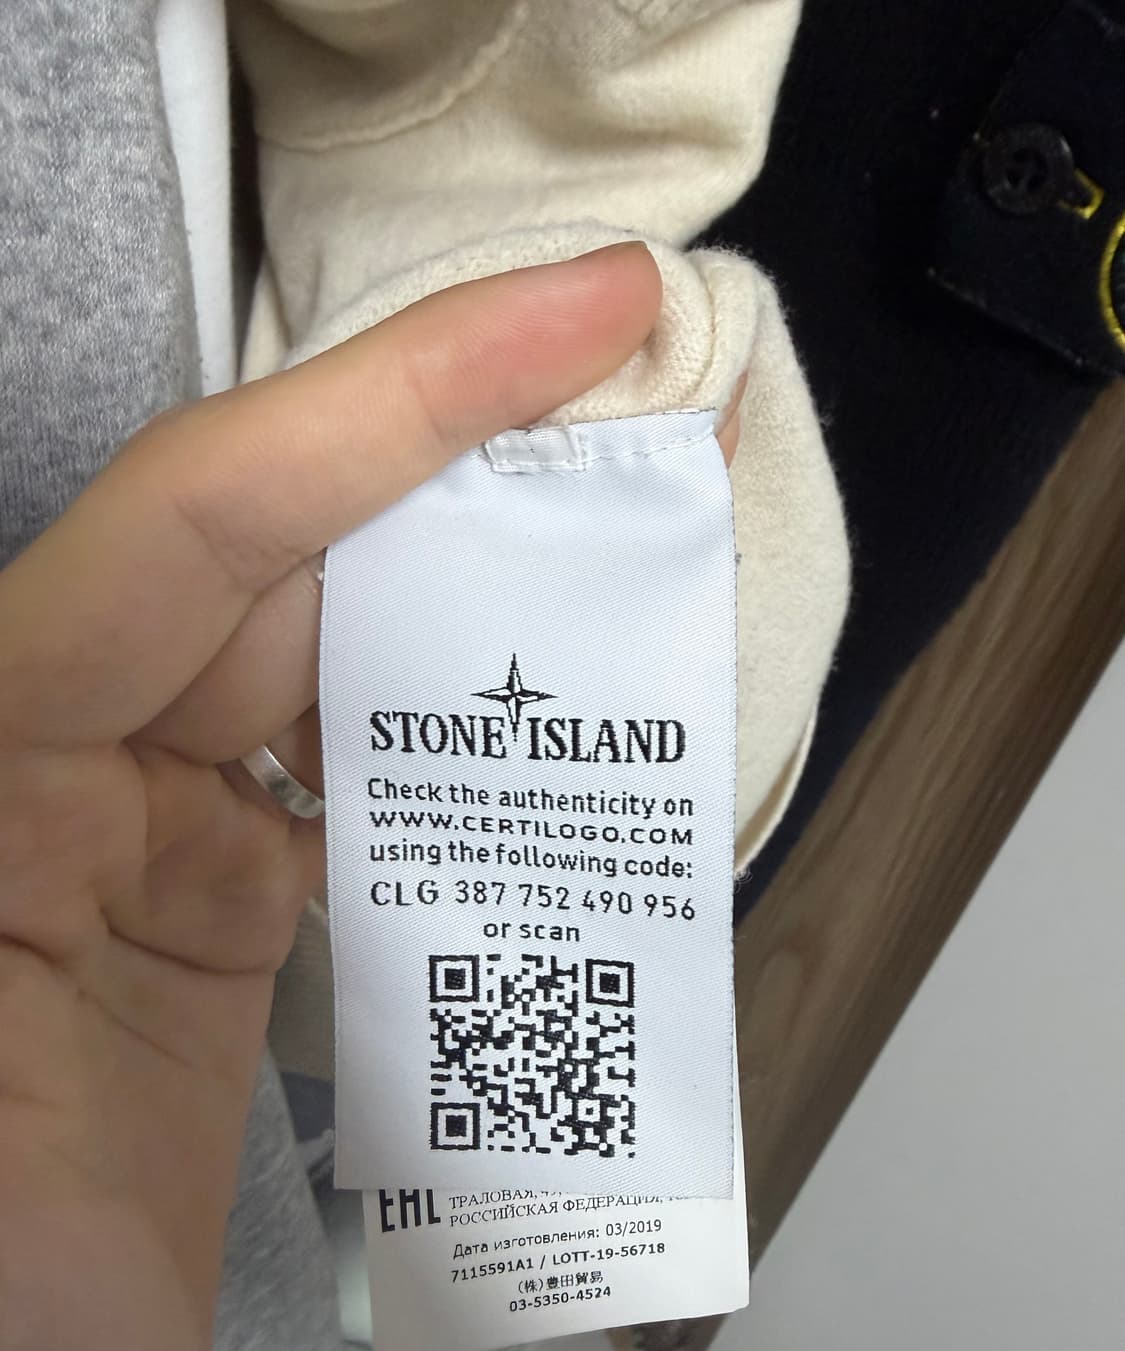 STONE ISLAND
Check the authenticity on
WWW.CERTILOGO.COM
using the following code:
CLG 387 752 490 956
or scan
EAC
ТРАЛОВАЯ,
РОССИЙСКАЯ ФЕДЕРАЦИЯ,
Дата изготовления: 03/2019
7115591A1 / LOTT-19-56718
(株)豊田貿易
03-5350-4524